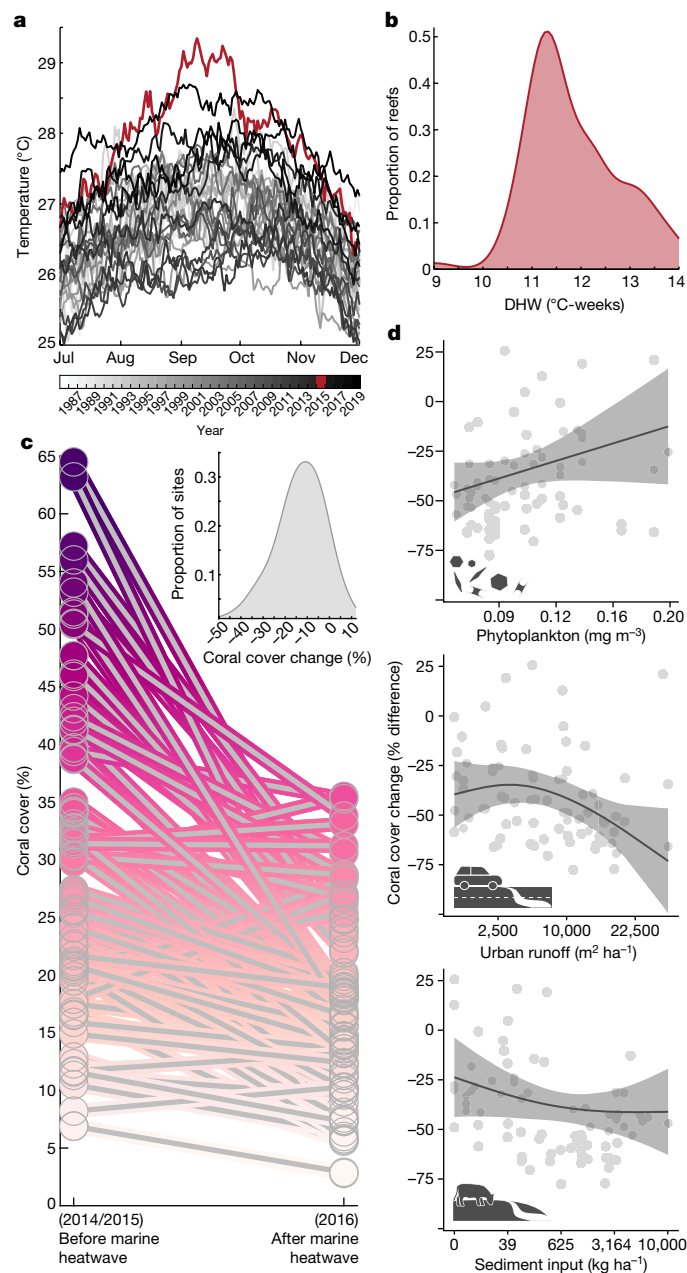 a
Temperature (°C)
29
28
27
26
25
Jul Aug Sep Oct Nov Dec
1987 1989 1991 1993 1995 1997 1999 2001 2003 2005 2007 2009 2011 2013 2015 2017 2019
Year
b
Proportion of reefs
0.5
0.4
0.3
0.2
0.1
0
9 10 11 12 13 14
DHW (°C-weeks)
c
Coral cover (%)
65
60
55
50
45
40
35
30
25
20
15
10
5
0
(2014/2015)
Before marine
heatwave
(2016)
After marine
heatwave
Proportion of sites
0.3
0.2
0.1
–50 –40 –30 –20 –10 0 10
Coral cover change (%)
d
Coral cover change (% difference)
25
0
–25
–50
–75
0.09 0.12 0.16 0.20
Phytoplankton (mg m–3)
25
0
–25
–50
–75
2,500 10,000 22,500
Urban runoff (m2 ha–1)
25
0
–25
–50
–75
0 39 625 3,164 10,000
Sediment input (kg ha–1)